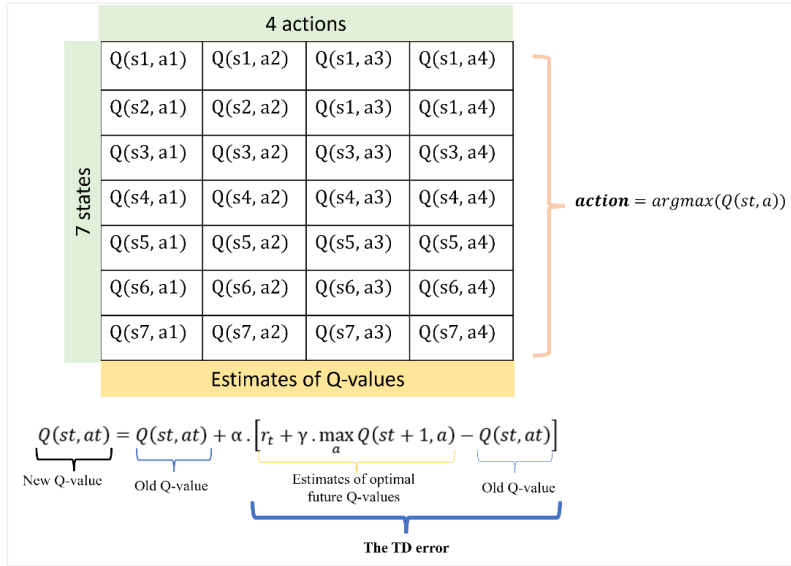 4 actions
7 states
Q(s1, a1) Q(s1, a2) Q(s1, a3) Q(s1, a4)
Q(s2, a1) Q(s2, a2) Q(s1, a3) Q(s1, a4)
Q(s3, a1) Q(s3, a2) Q(s3, a3) Q(s3, a4)
Q(s4, a1) Q(s4, a2) Q(s4, a3) Q(s4, a4)
Q(s5, a1) Q(s5, a2) Q(s5, a3) Q(s5, a4)
Q(s6, a1) Q(s6, a2) Q(s6, a3) Q(s6, a4)
Q(s7, a1) Q(s7, a2) Q(s7, a3) Q(s7, a4)
action = argmax(Q(st, a))
Estimates of Q-values
Q(st, at) = Q(st, at) + α . [r_t + γ . max_a Q(st + 1, a) − Q(st, at)]
New Q-value
Old Q-value
Estimates of optimal
future Q-values
Old Q-value
The TD error